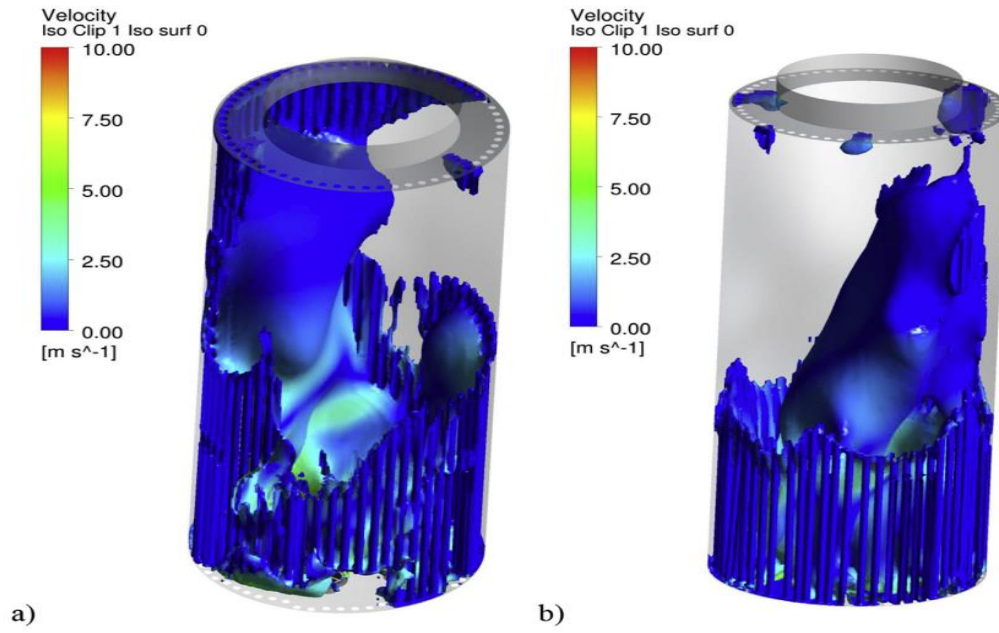 Velocity
Iso Clip 1 Iso surf 0
10.00
7.50
5.00
2.50
0.00
[m s^-1]
a)
Velocity
Iso Clip 1 Iso surf 0
10.00
7.50
5.00
2.50
0.00
[m s^-1]
b)